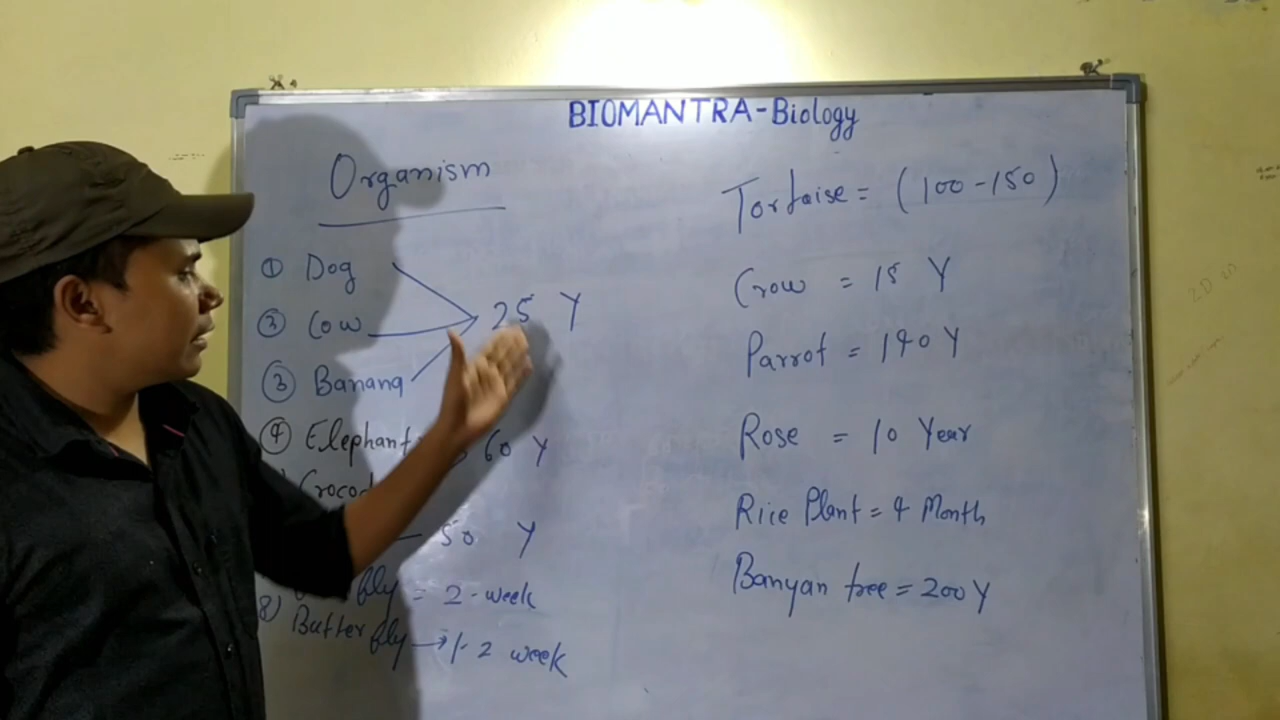 BIOMANTRA-Biology
Organism
① Dog
② Cow
③ Banana
25 Y
④ Elephant 60 Y
Crocod
50 Y
fly = 2-week
8) Butter fly → 1-2 week
Tortoise = (100-150)
Crow = 15 Y
Parrot = 140 Y
Rose = 10 Year
Rice Plant = 4 Month
Banyan tree = 200 Y